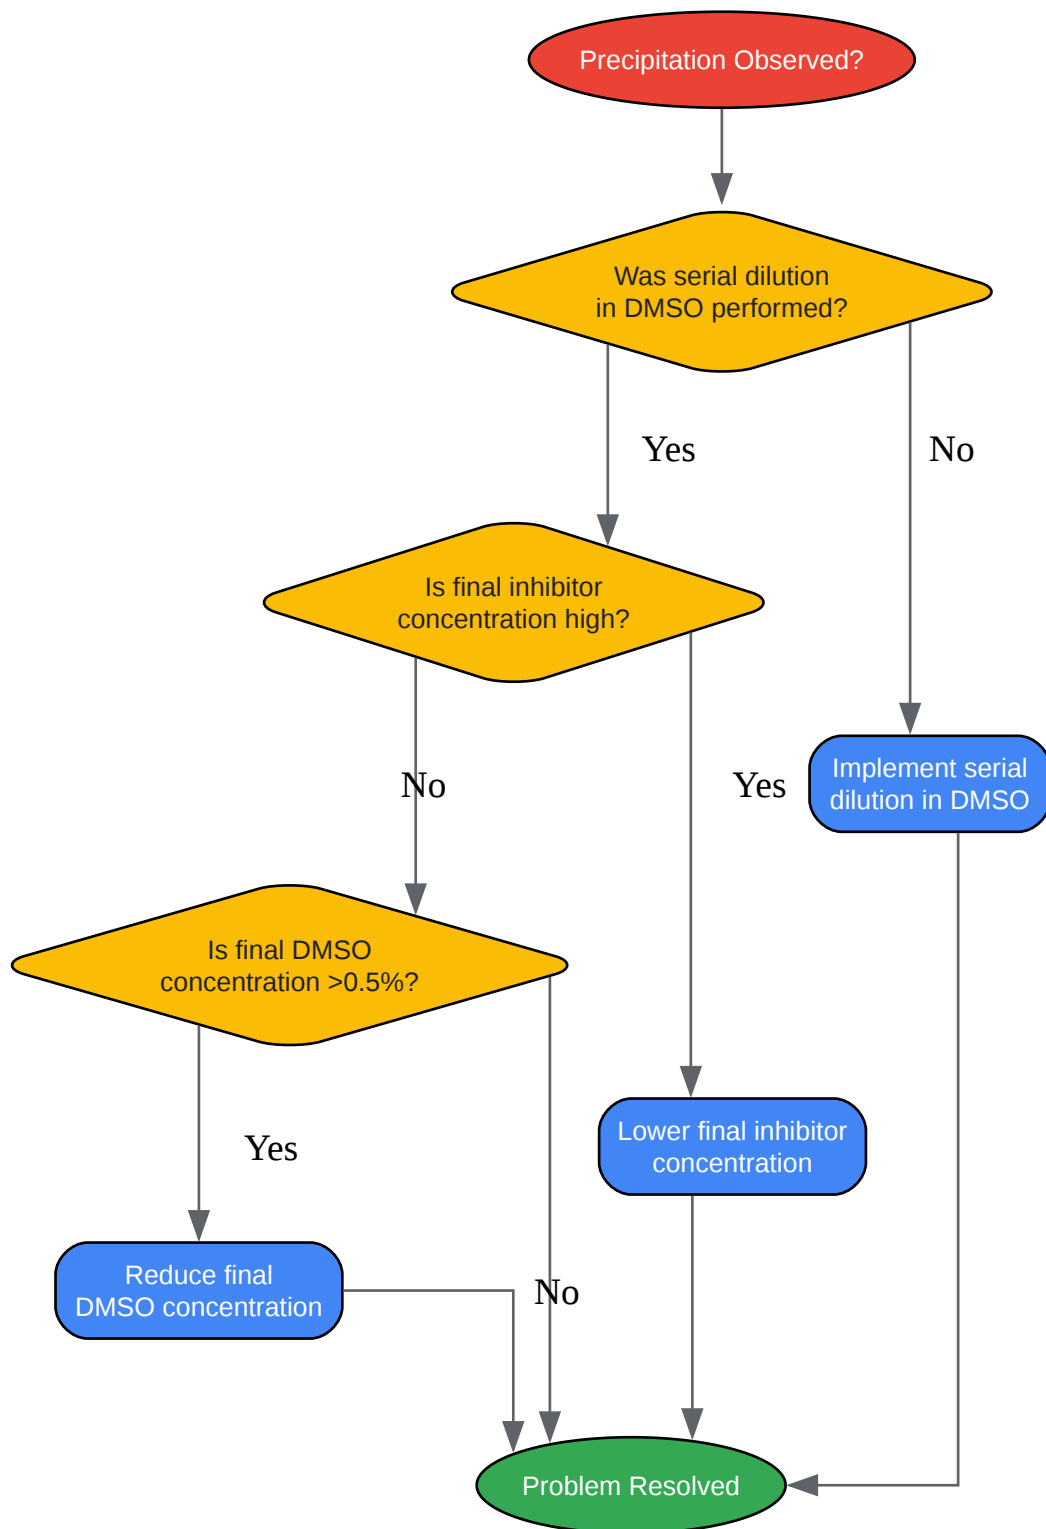 Precipitation Observed?
Was serial dilution
in DMSO performed?
Yes
No
Is final inhibitor
concentration high?
Implement serial
dilution in DMSO
No
Yes
Is final DMSO
concentration >0.5%?
Lower final inhibitor
concentration
Yes
Reduce final
DMSO concentration
No
Problem Resolved